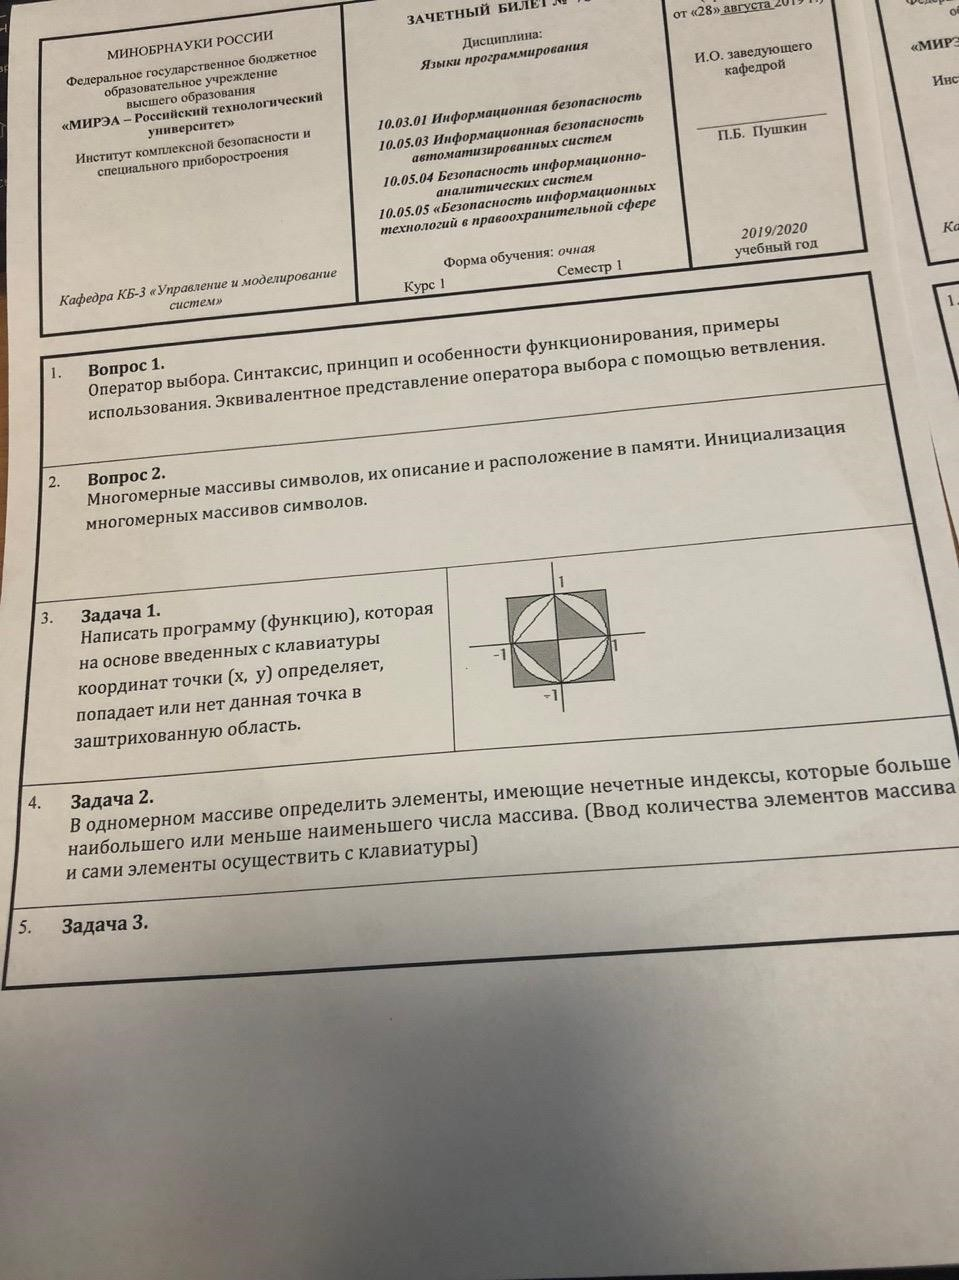 МИНОБРНАУКИ РОССИИ
Федеральное государственное бюджетное
образовательное учреждение
высшего образования
«МИРЭА – Российский технологический
университет»
Институт комплексной безопасности и
специального приборостроения
Кафедра КБ-3 «Управление и моделирование
систем»
ЗАЧЕТНЫЙ БИЛЕТ №
Дисциплина:
Языки программирования
10.03.01 Информационная безопасность
10.05.03 Информационная безопасность
автоматизированных систем
10.05.04 Безопасность информационно-
аналитических систем
10.05.05 «Безопасность информационных
технологий в правоохранительной сфере
Форма обучения: очная
Курс 1 Семестр 1
от «28» августа 2019 г.)
И.О. заведующего
кафедрой
П.Б. Пушкин
2019/2020
учебный год
«МИРЭ
Инс
Ка
1.
1. Вопрос 1.
Оператор выбора. Синтаксис, принцип и особенности функционирования, примеры
использования. Эквивалентное представление оператора выбора с помощью ветвления.
2. Вопрос 2.
Многомерные массивы символов, их описание и расположение в памяти. Инициализация
многомерных массивов символов.
3. Задача 1.
Написать программу (функцию), которая
на основе введенных с клавиатуры
координат точки (x, y) определяет,
попадает или нет данная точка в
заштрихованную область.
1
-1
1
-1
4. Задача 2.
В одномерном массиве определить элементы, имеющие нечетные индексы, которые больше
наибольшего или меньше наименьшего числа массива. (Ввод количества элементов массива
и сами элементы осуществить с клавиатуры)
5. Задача 3.